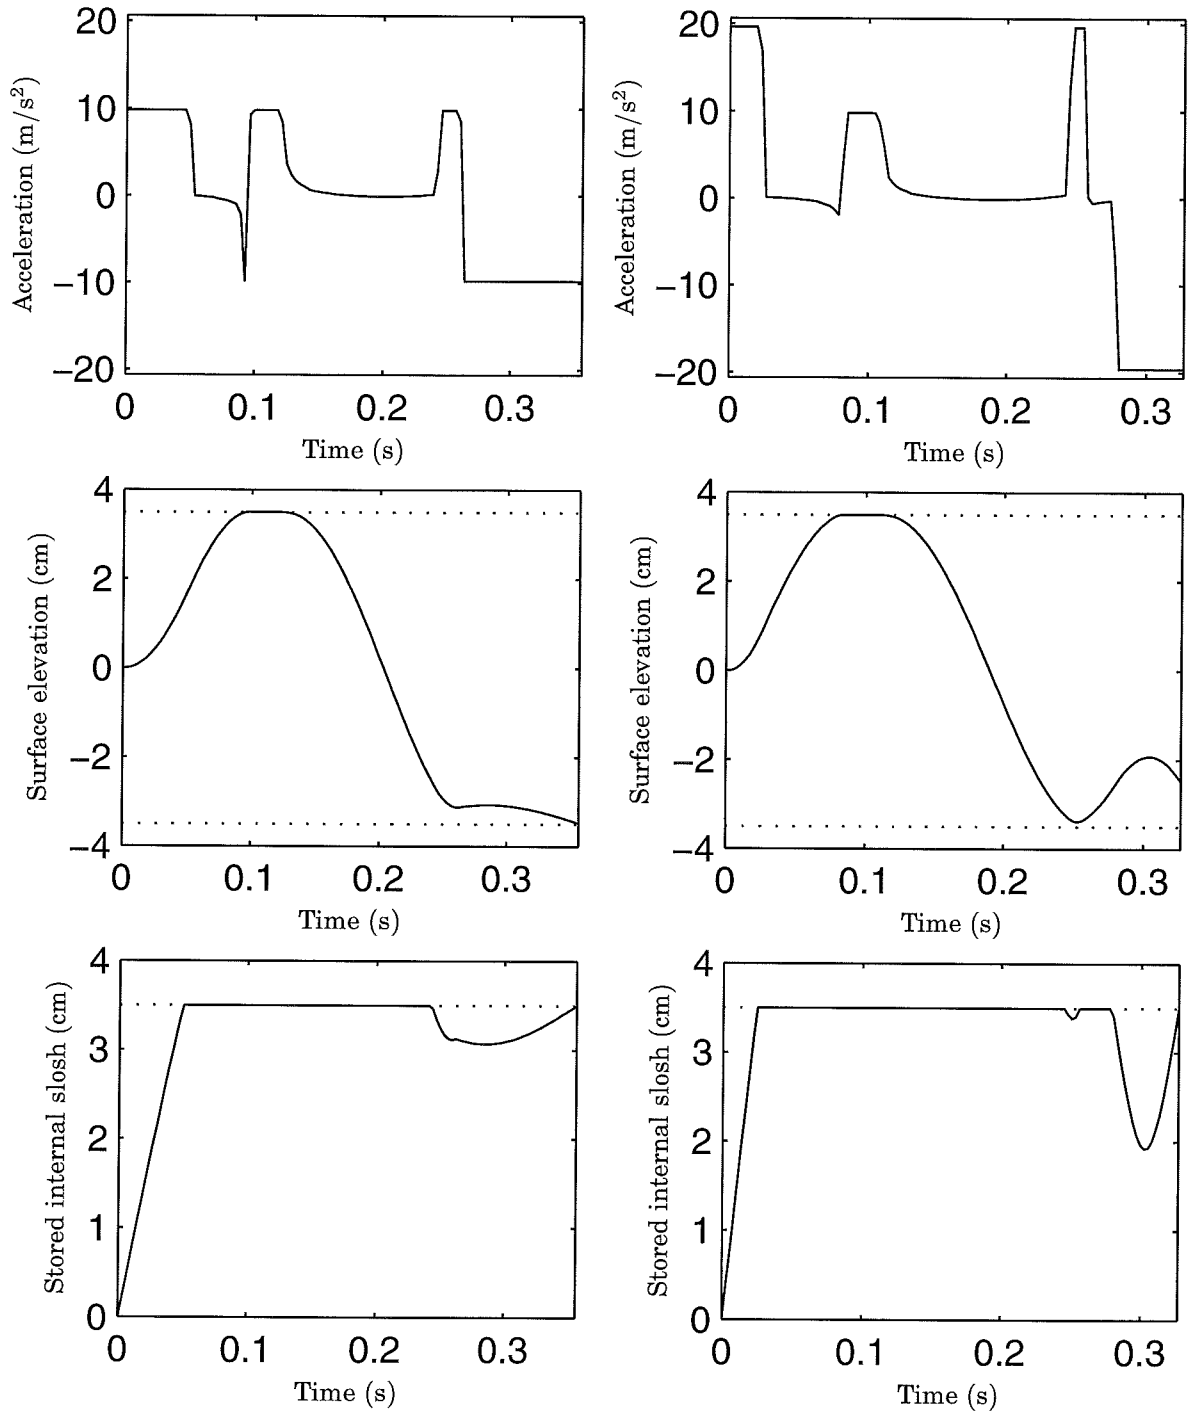 20
10
0
−10
−20
Acceleration (m/s²)
0 0.1 0.2 0.3
Time (s)
20
10
0
−10
−20
Acceleration (m/s²)
0 0.1 0.2 0.3
Time (s)
4
2
0
−2
−4
Surface elevation (cm)
0 0.1 0.2 0.3
Time (s)
4
2
0
−2
−4
Surface elevation (cm)
0 0.1 0.2 0.3
Time (s)
4
3
2
1
0
Stored internal slosh (cm)
0 0.1 0.2 0.3
Time (s)
4
3
2
1
0
Stored internal slosh (cm)
0 0.1 0.2 0.3
Time (s)